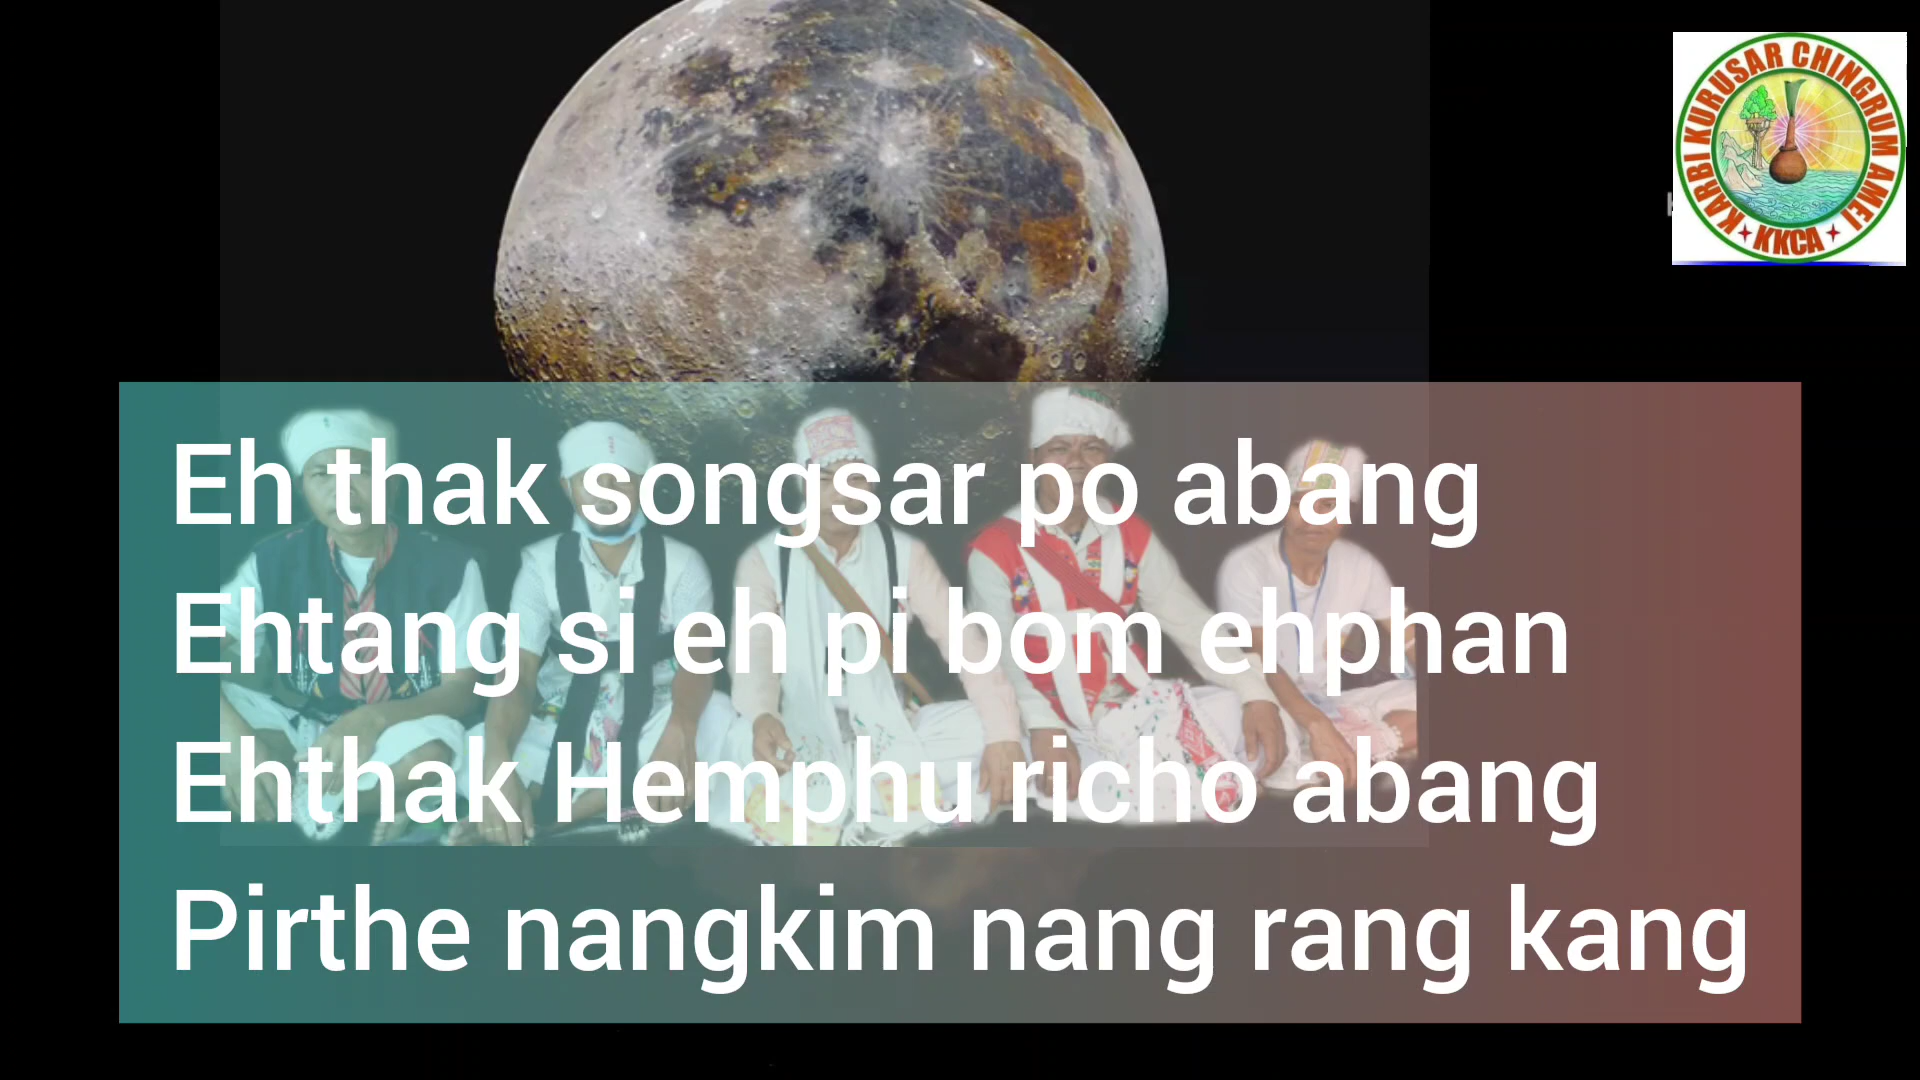 KARBI KURUSAR CHINGRUM AMEI
KKCA
Eh thak songsar po abang
Ehtang si eh pi bom ehphan
Ehthak Hemphu richo abang
Pirthe nangkim nang rang kang